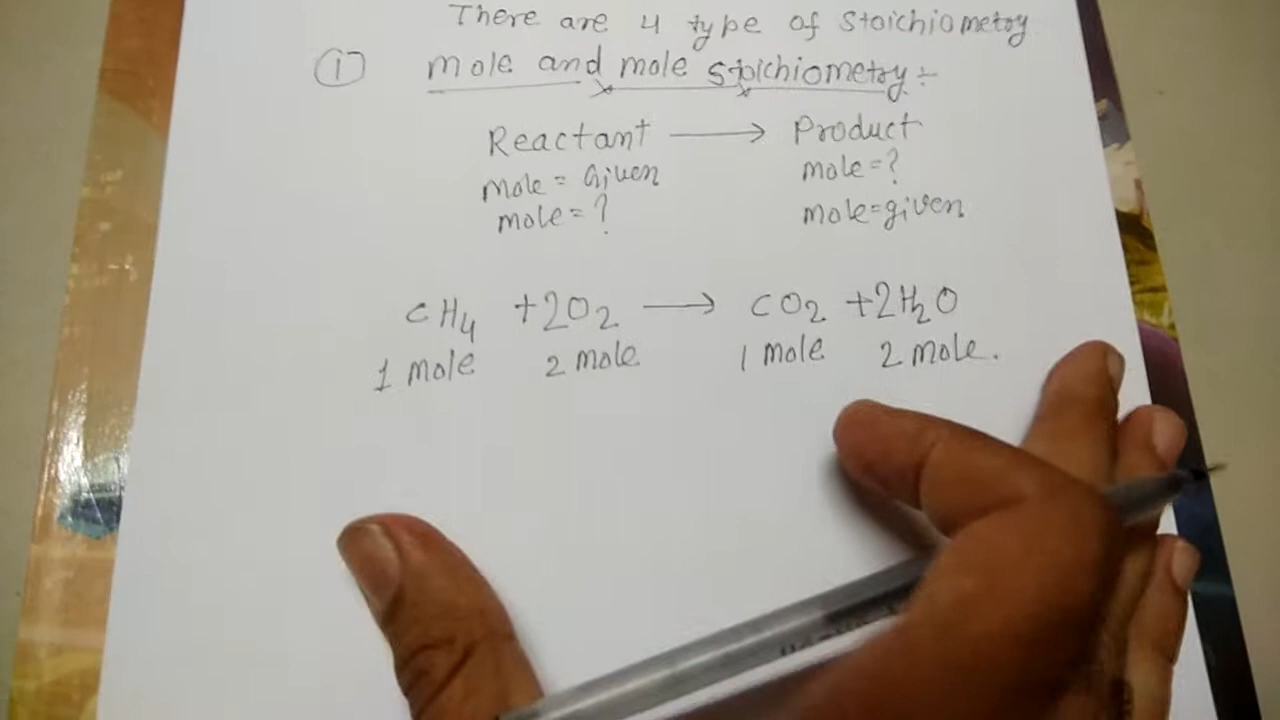 There are 4 type of Stoichiometry
① mole and mole stoichiometry:-
Reactant → Product
mole = Given mole = ?
mole = ? mole=given
CH4 + 2O2 → CO2 + 2H2O
1 mole 2 mole 1 mole 2 mole.